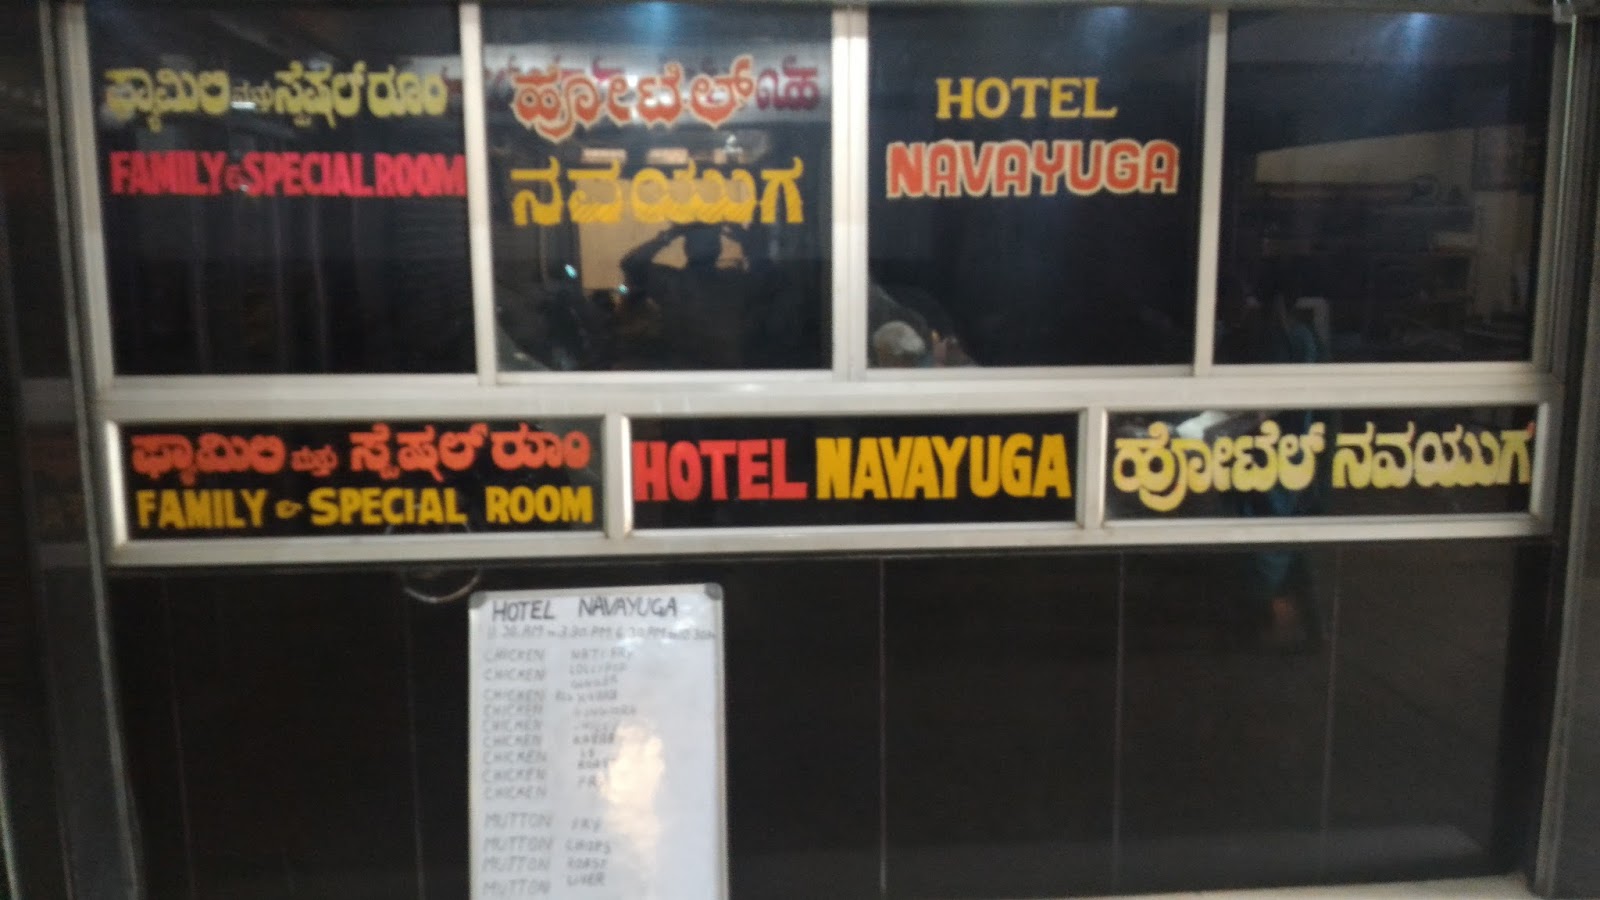 ಫ್ಯಾಮಿಲಿ ಮತ್ತು ಸ್ಪೆಷಲ್ ರೂಂ
FAMILY & SPECIAL ROOM
ಹೋಟೆಲ್
ನವಯುಗ
HOTEL
NAVAYUGA
ಫ್ಯಾಮಿಲಿ ಮತ್ತು ಸ್ಪೆಷಲ್ ರೂಂ
FAMILY & SPECIAL ROOM
HOTEL NAVAYUGA
ಹೋಟೆಲ್ ನವಯುಗ
HOTEL NAVAYUGA
CHICKEN
CHICKEN LOLLIPOP
GINGER
CHICKEN
CHICKEN
CHICKEN
CHICKEN
CHICKEN
CHICKEN
CHICKEN
MUTTON FRY
MUTTON CHOPS
MUTTON ROAST
MUTTON LIVER